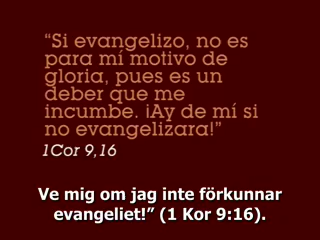 “Si evangelizo, no es
para mí motivo de
gloria, pues es un
deber que me
incumbe. ¡Ay de mí si
no evangelizara!”
1Cor 9,16
Ve mig om jag inte förkunnar
evangeliet!” (1 Kor 9:16).